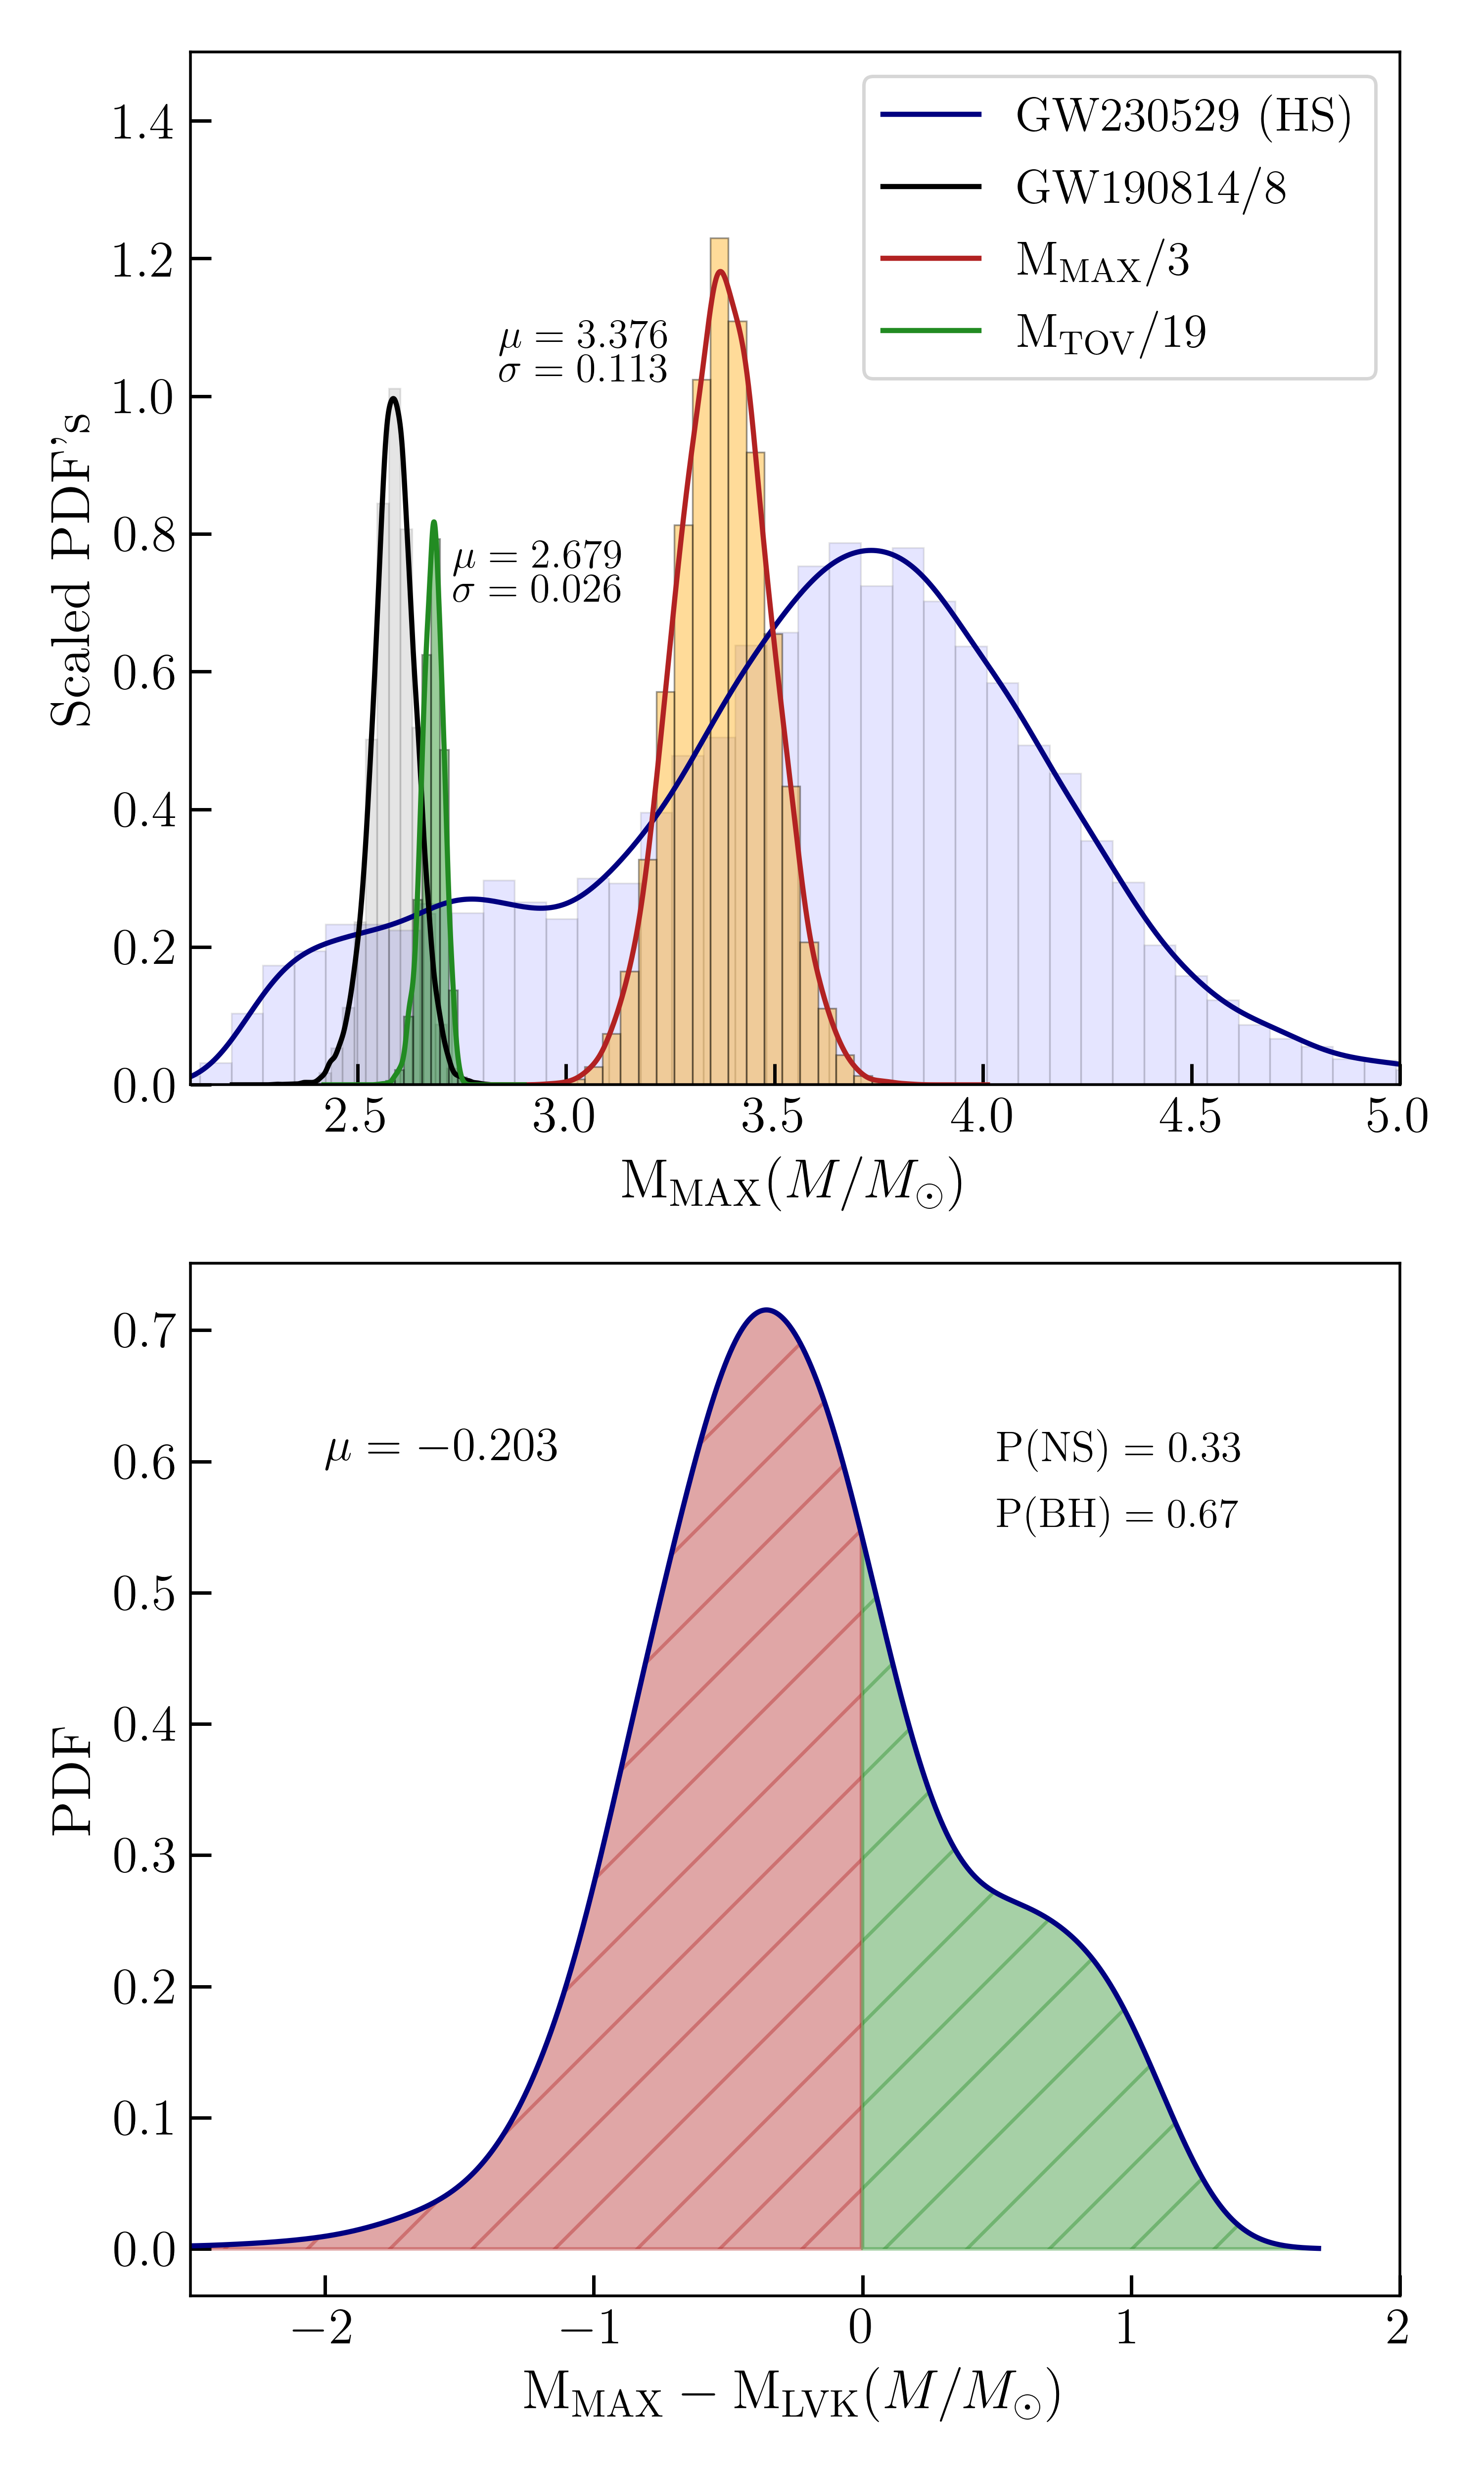 1.4
1.2
1.0
0.8
0.6
0.4
0.2
0.0
Scaled PDF's
GW230529 (HS)
GW190814/8
M_MAX/3
M_TOV/19
μ = 3.376
σ = 0.113
μ = 2.679
σ = 0.026
2.5 3.0 3.5 4.0 4.5 5.0
M_MAX(M/M_⊙)
0.7
0.6
0.5
0.4
0.3
0.2
0.1
0.0
PDF
μ = −0.203
P(NS) = 0.33
P(BH) = 0.67
−2 −1 0 1 2
M_MAX − M_LVK(M/M_⊙)